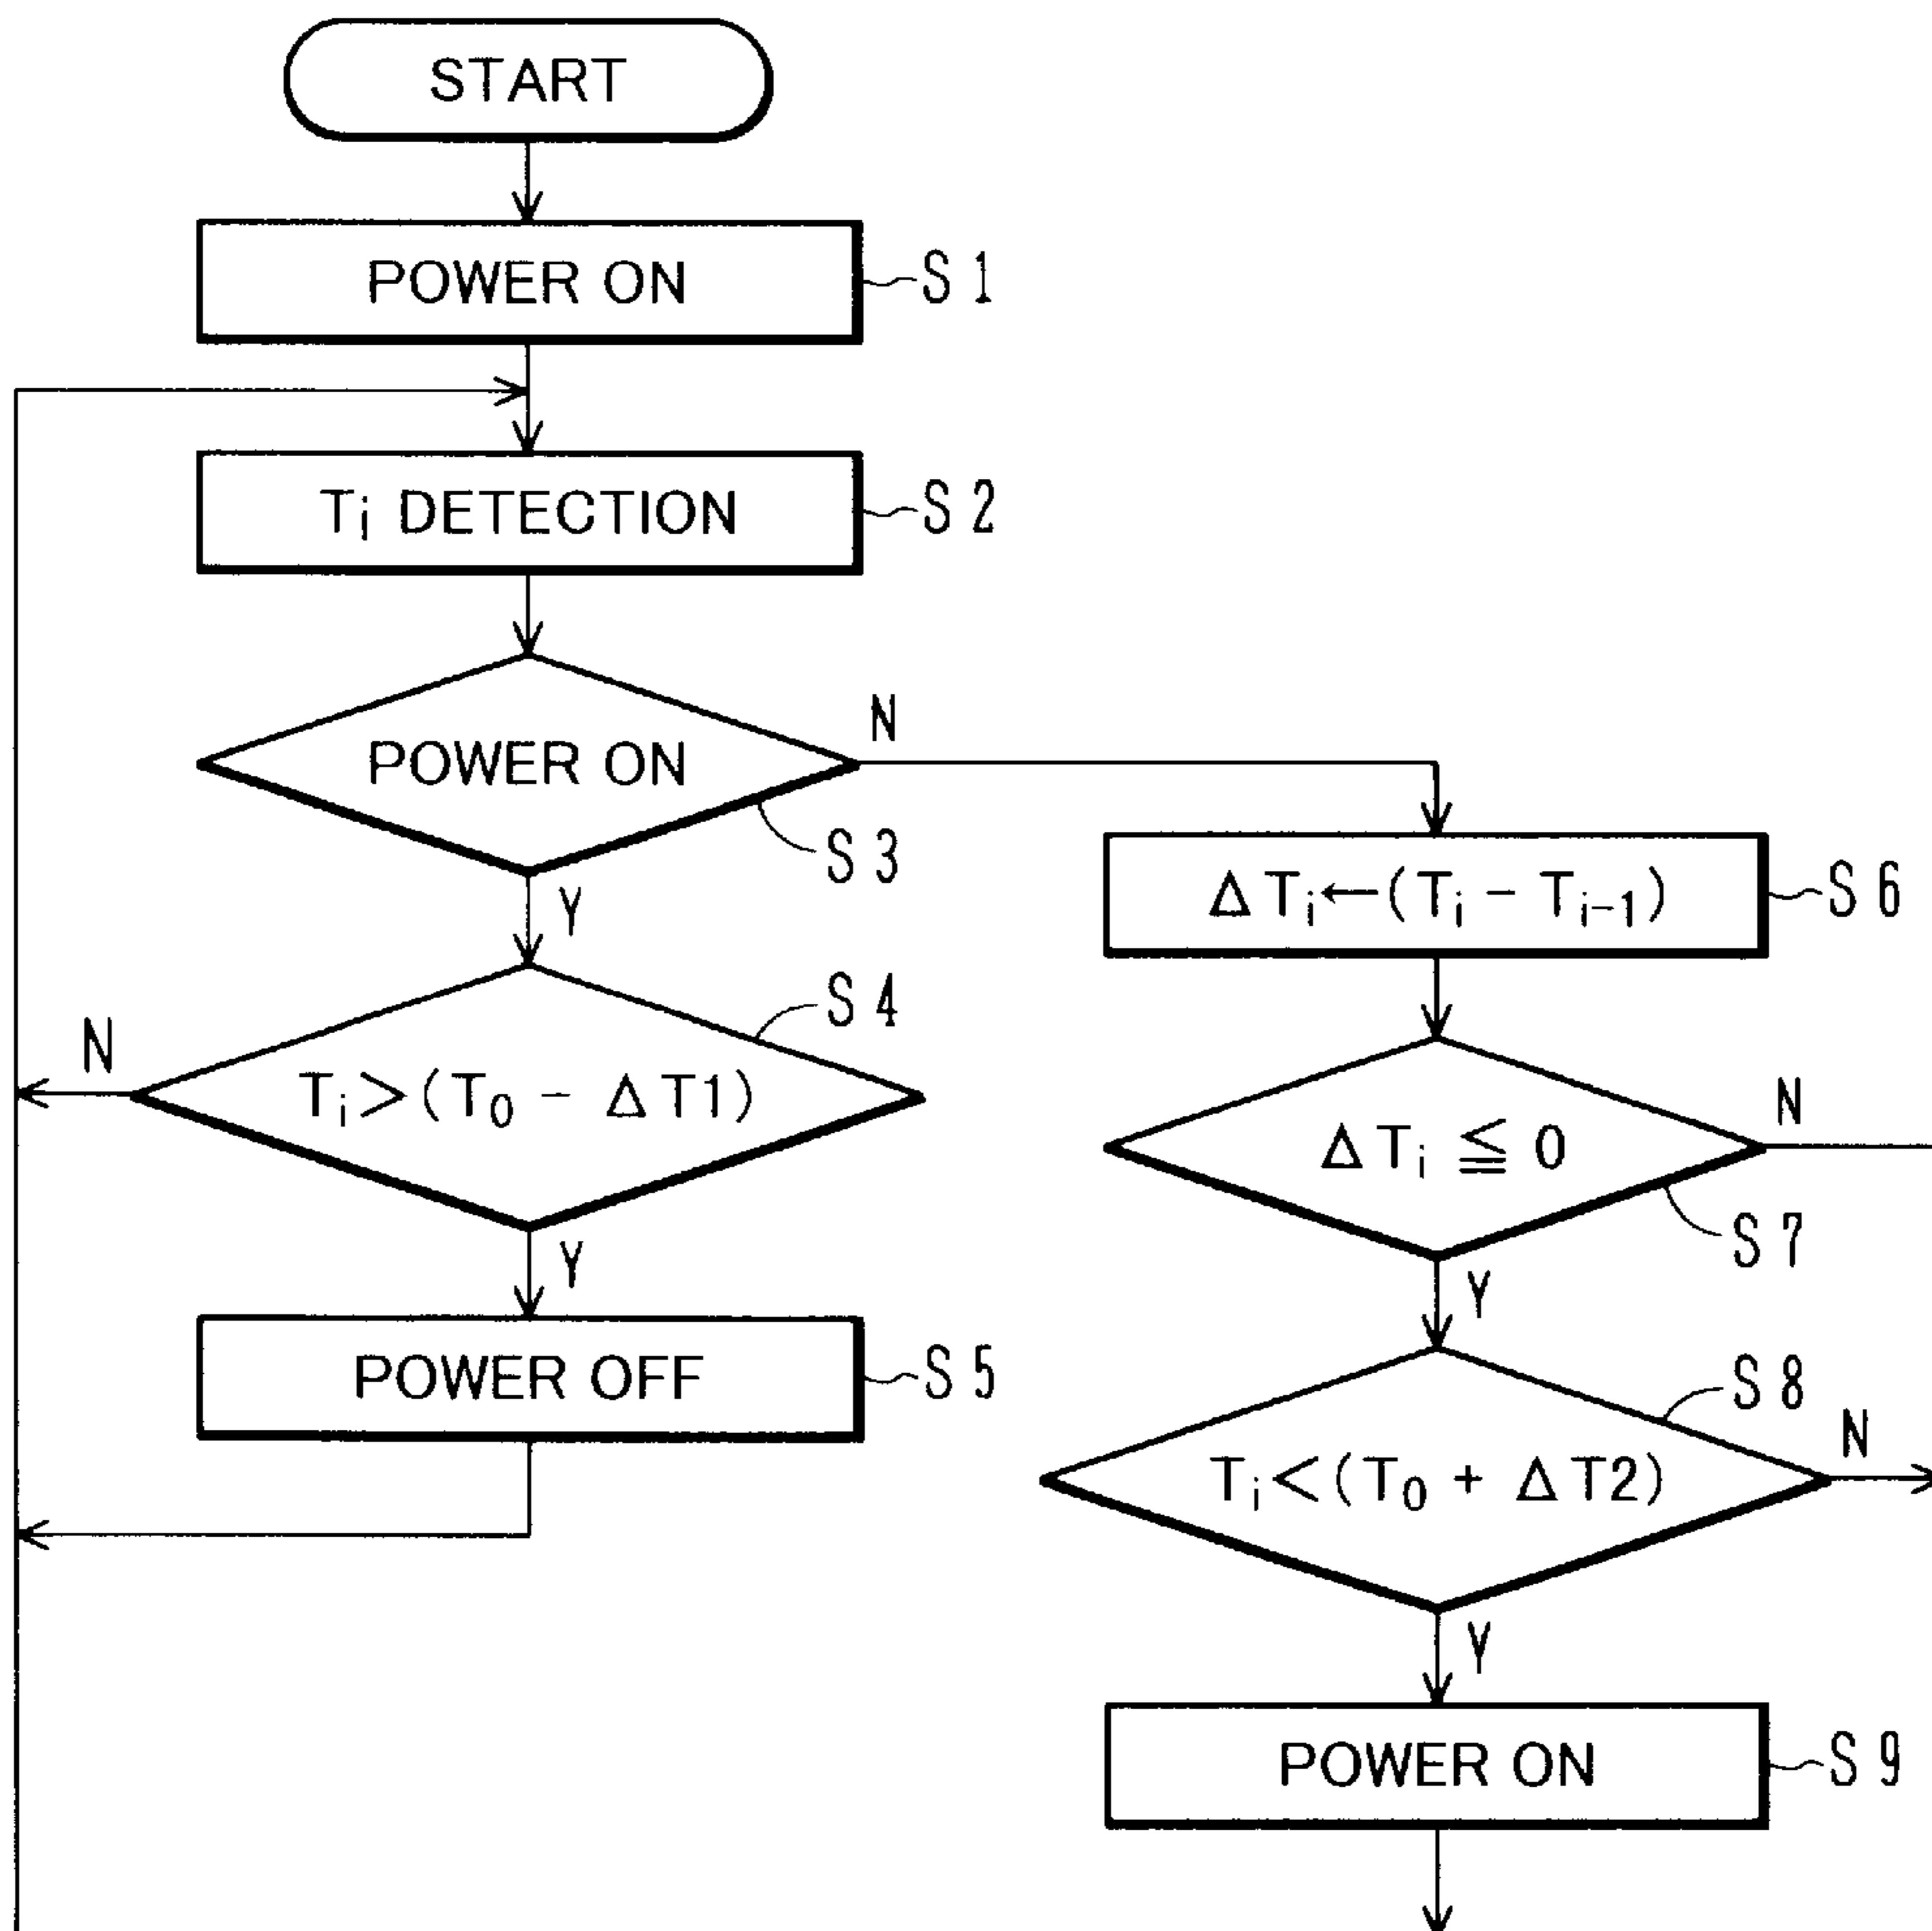 START
POWER ON
S1
Ti DETECTION
S2
POWER ON
N
S3
Y
Ti>(T0 - ΔT1)
S4
N
Y
POWER OFF
S5
ΔTi←(Ti - Ti-1)
S6
ΔTi ≦ 0
N
S7
Y
Ti<(T0 + ΔT2)
S8
N
Y
POWER ON
S9